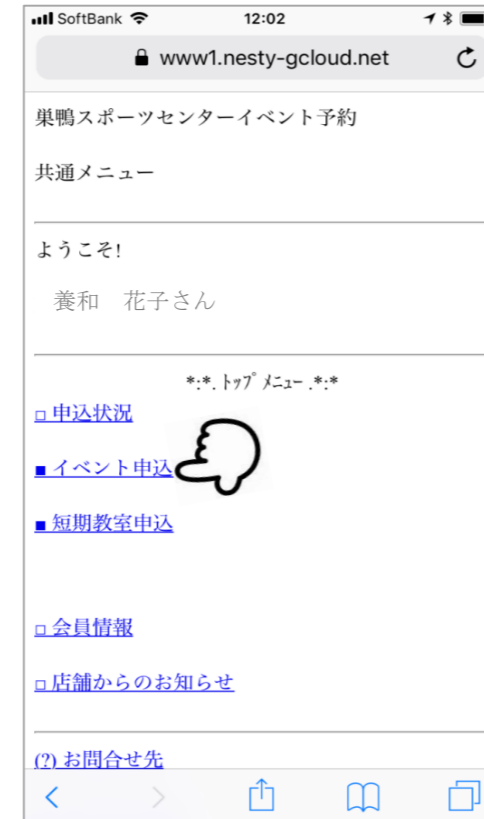 SoftBank 12:02
www1.nesty-gcloud.net
巣鴨スポーツセンターイベント予約
共通メニュー
ようこそ!
養和　花子さん
*:*.ﾄｯﾌﾟﾒﾆｭｰ.*:*
□申込状況
■イベント申込
■短期教室申込
□会員情報
□店舗からのお知らせ
(?)お問合せ先